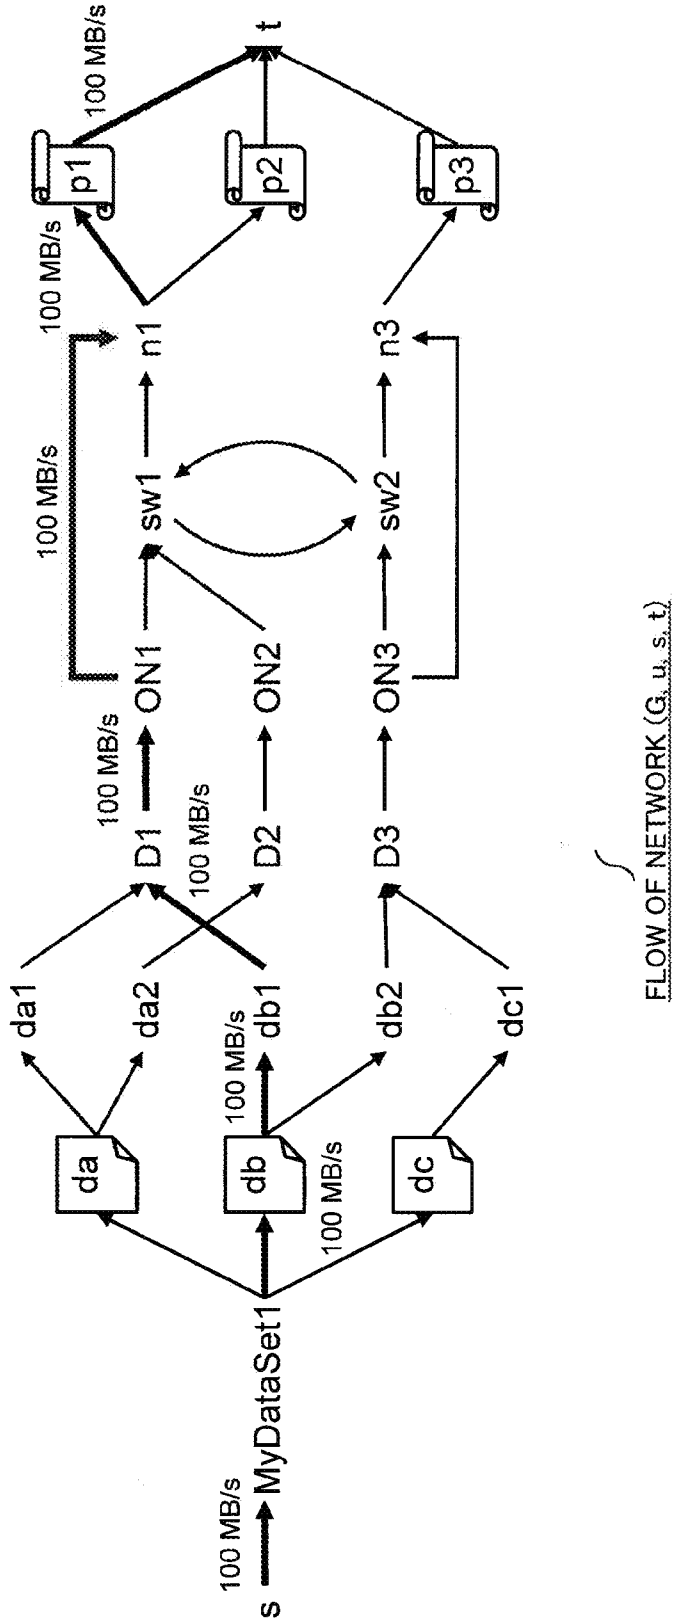 s
100 MB/s
MyDataSet1
da
db
dc
100 MB/s
100 MB/s
da1
da2
db1
db2
dc1
100 MB/s
D1
D2
D3
100 MB/s
ON1
ON2
ON3
100 MB/s
sw1
sw2
n1
n3
100 MB/s
p1
p2
p3
100 MB/s
t
FLOW OF NETWORK (G, u, s, t)